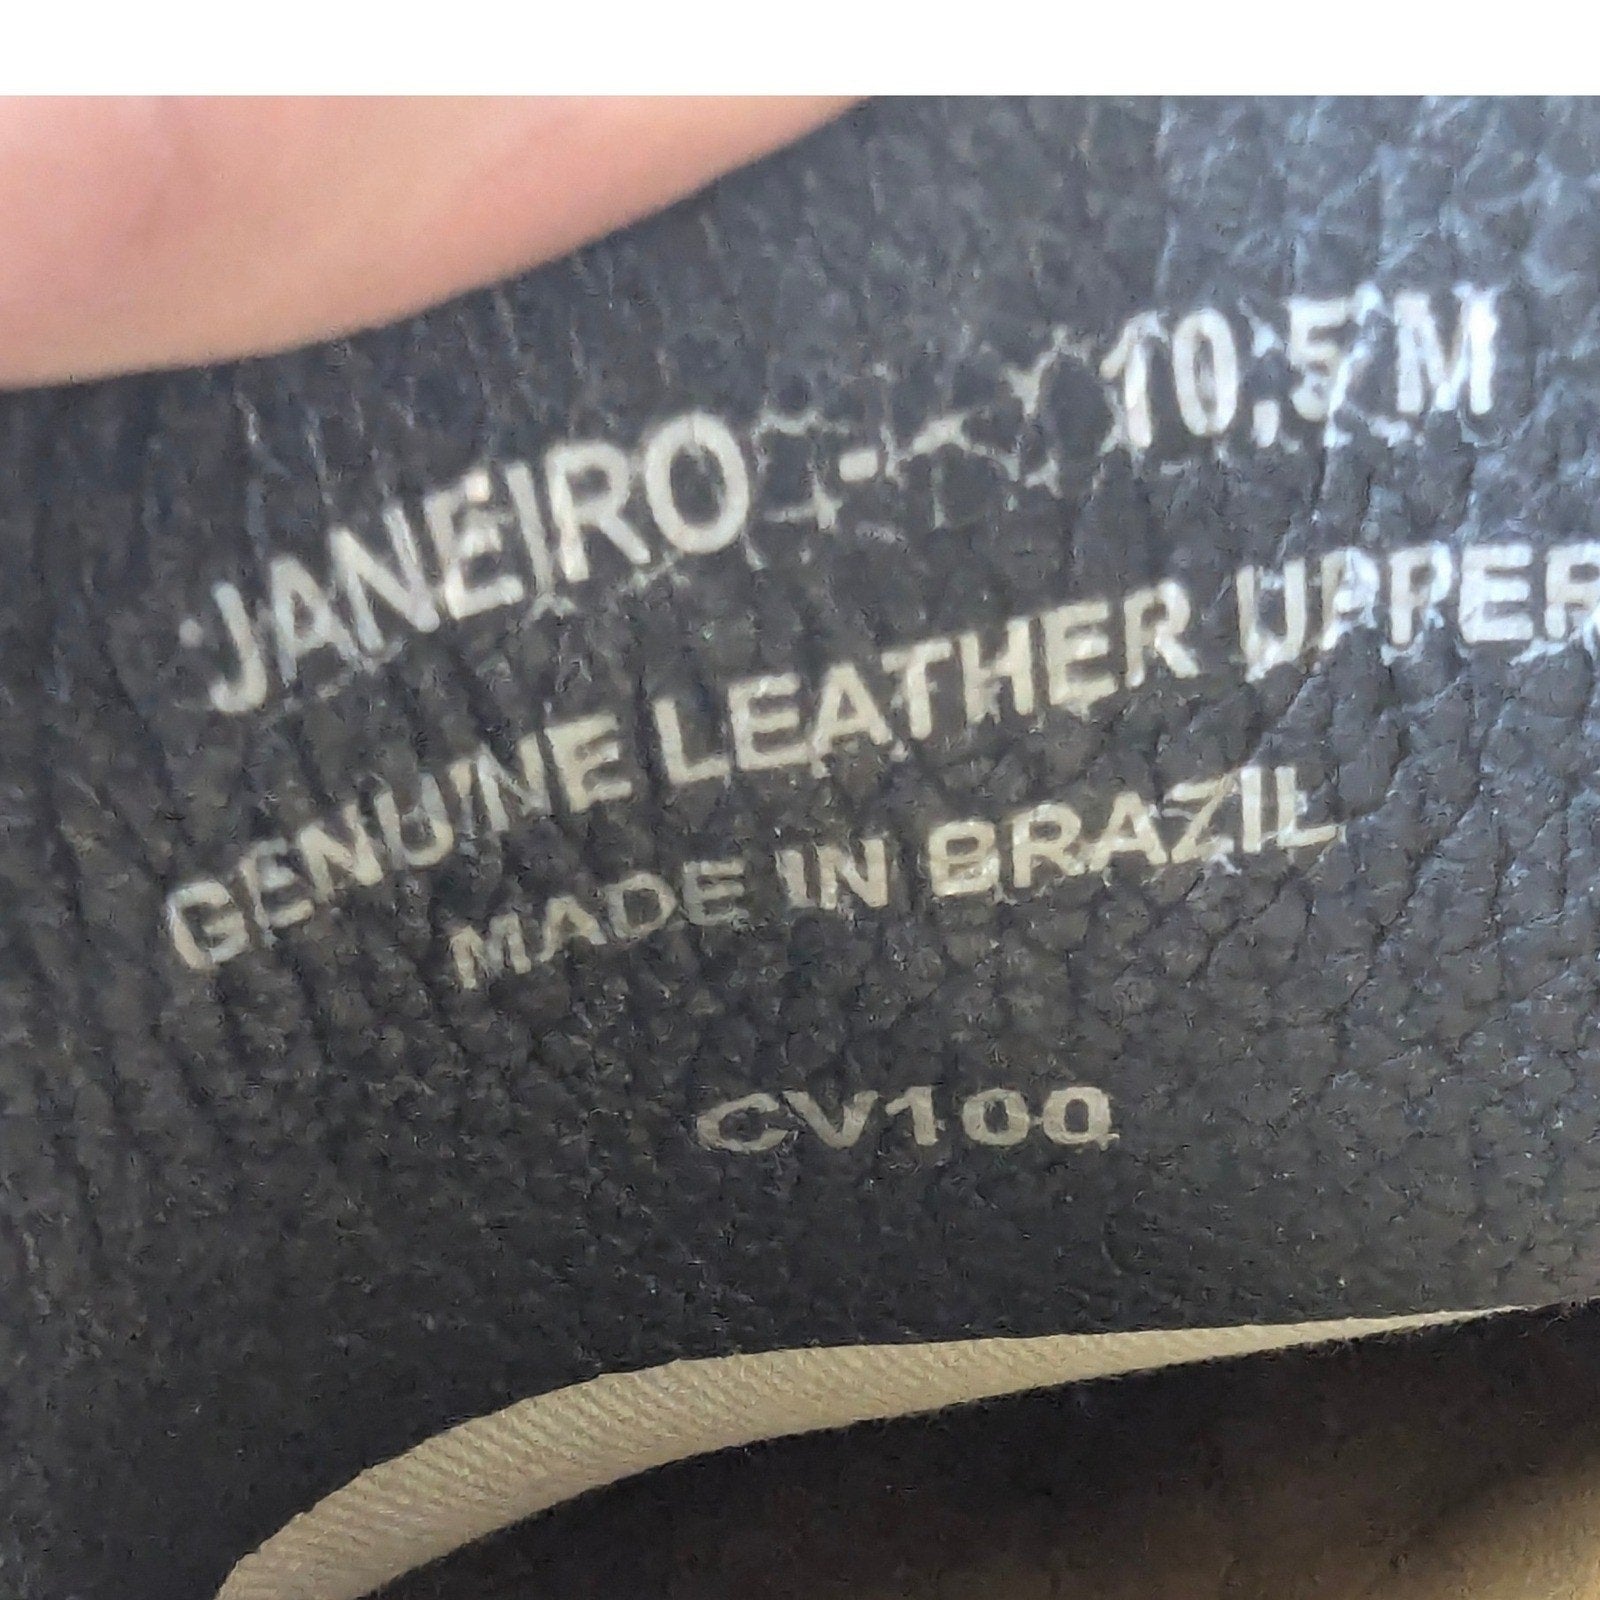 JANEIRO - 10,5 M
GENUINE LEATHER UPPER
MADE IN BRAZIL
CV100